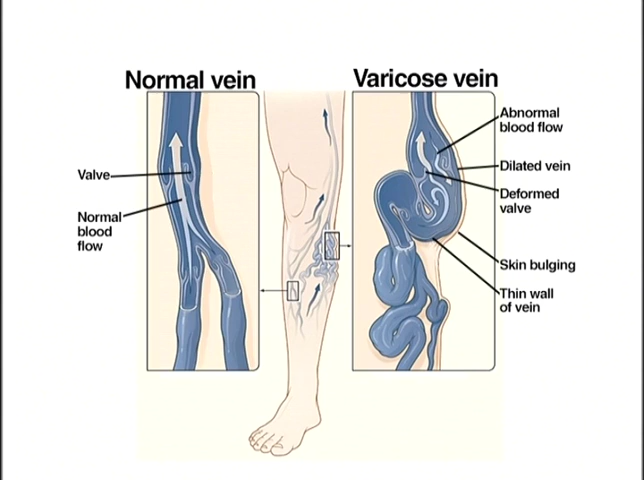 Normal vein
Valve
Normal
blood
flow
Varicose vein
Abnormal
blood flow
Dilated vein
Deformed
valve
Skin bulging
Thin wall
of vein